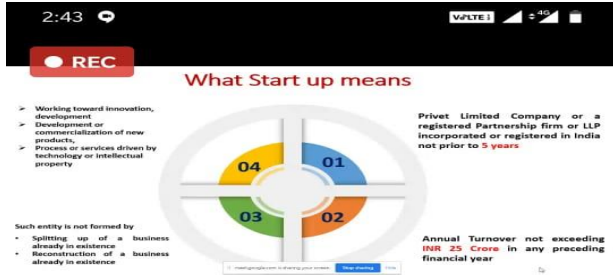 2:43
VoLTE
4G
REC
What Start up means
➢ Working toward innovation,
development
➢ Development or
commercialization of new
products,
➢ Process or services driven by
technology or intellectual
property
Privet Limited Company or a
registered Partnership firm or LLP
incorporated or registered in India
not prior to 5 years
04
01
03
02
Such entity is not formed by
• Splitting up of a business
already in existence
• Reconstruction of a business
already in existence
Annual Turnover not exceeding
INR 25 Crore in any preceding
financial year
meet.google.com is sharing your screen.
Stop sharing
Hide